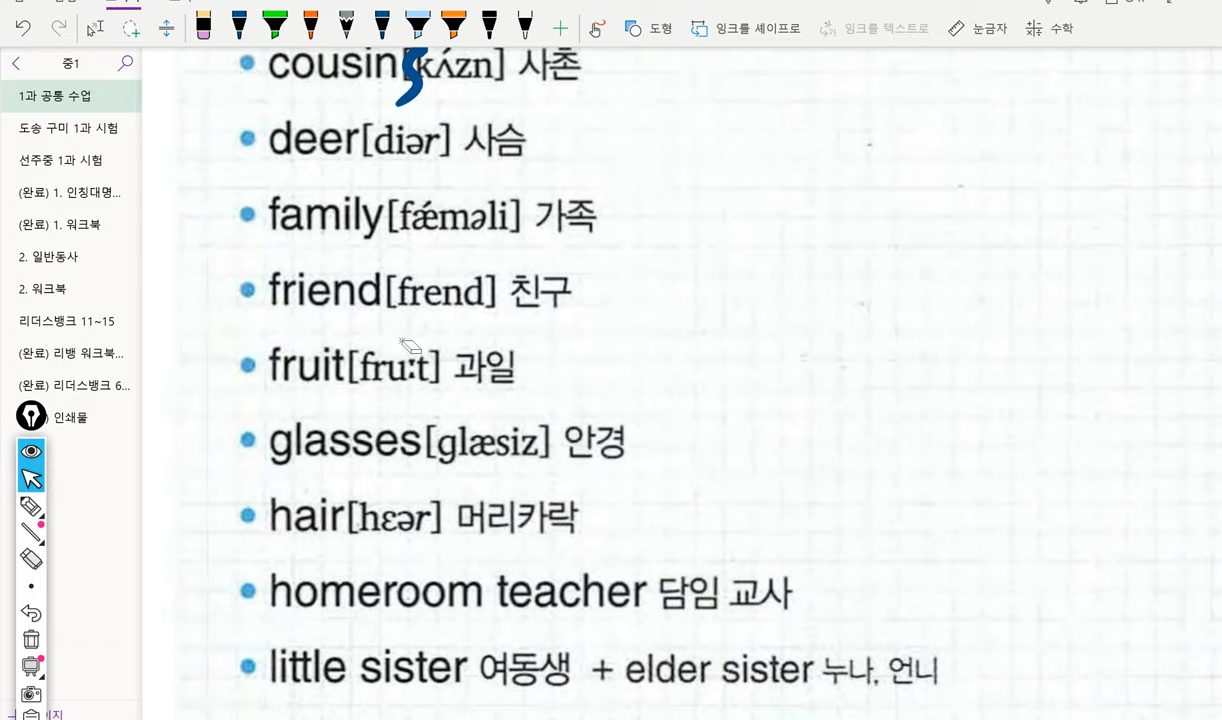 도형
잉크를 셰이프로
잉크를 텍스트로
눈금자
수학
중1
1과 공통 수업
도송 구미 1과 시험
선주중 1과 시험
(완료) 1. 인칭대명...
(완료) 1. 워크북
2. 일반동사
2. 워크북
리더스뱅크 11~15
(완료) 리뱅 워크북...
(완료) 리더스뱅크 6...
인쇄물
cousin[kʌ́zn] 사촌
s
deer[diər] 사슴
family[fǽməli] 가족
friend[frend] 친구
fruit[fruːt] 과일
glasses[glæsiz] 안경
hair[hɛər] 머리카락
homeroom teacher 담임 교사
little sister 여동생 + elder sister 누나, 언니